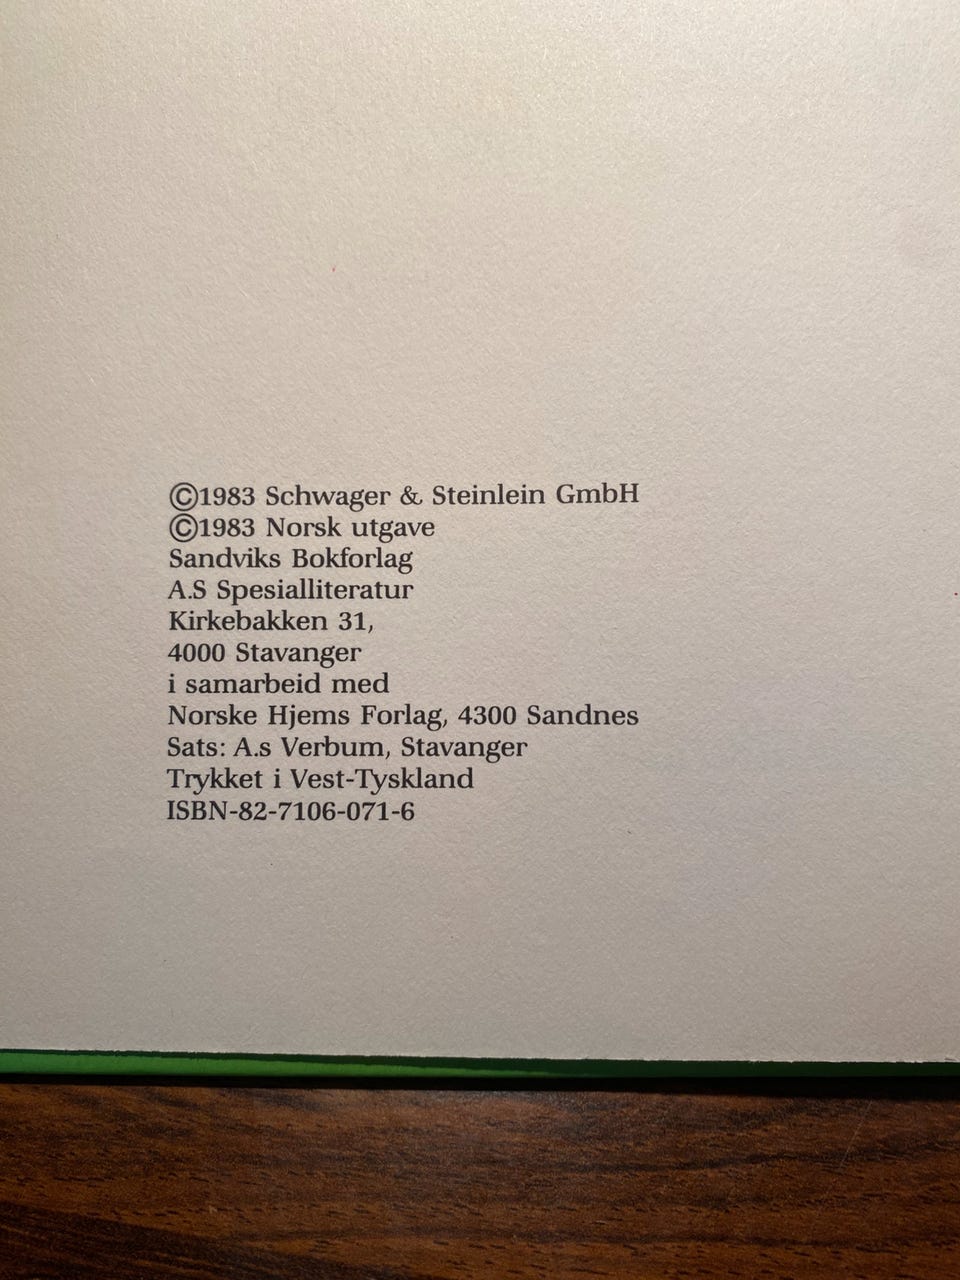 ©1983 Schwager & Steinlein GmbH
©1983 Norsk utgave
Sandviks Bokforlag
A.S Spesialliteratur
Kirkebakken 31,
4000 Stavanger
i samarbeid med
Norske Hjems Forlag, 4300 Sandnes
Sats: A.s Verbum, Stavanger
Trykket i Vest-Tyskland
ISBN-82-7106-071-6